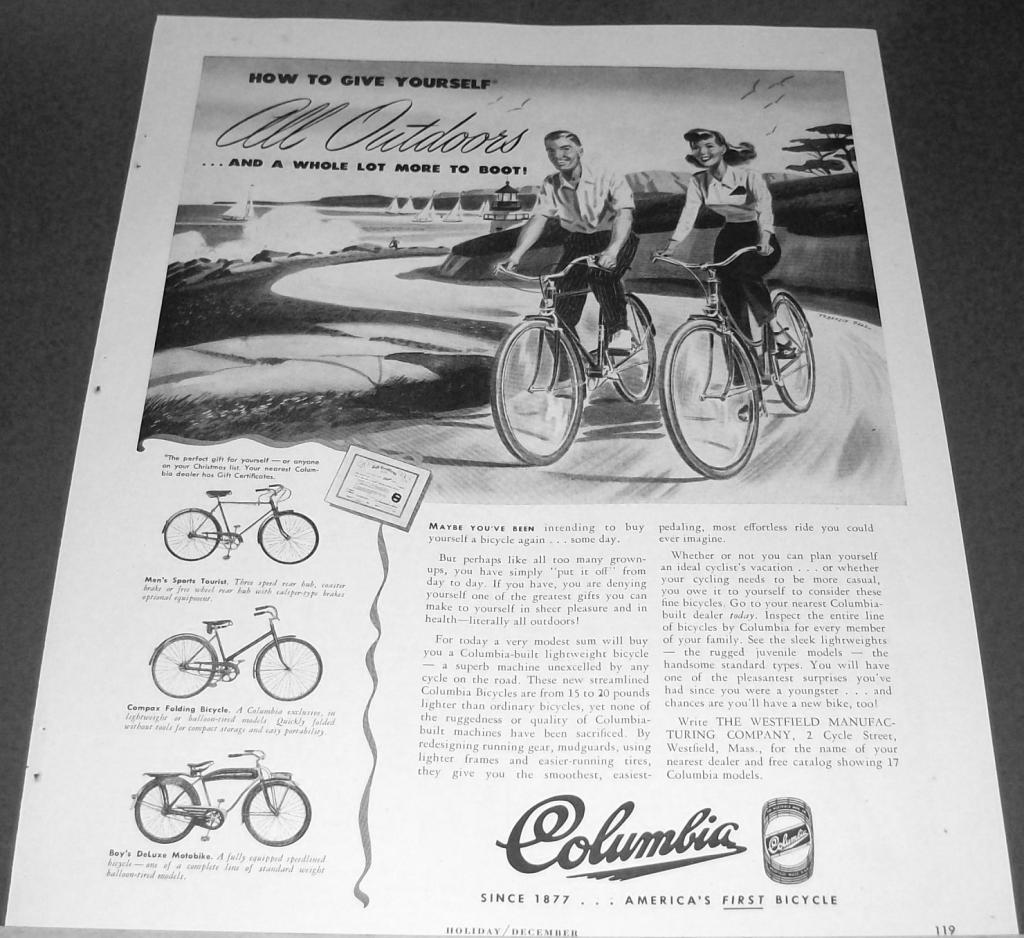 HOW TO GIVE YOURSELF*
All Outdoors
...AND A WHOLE LOT MORE TO BOOT!
*The perfect gift for yourself — or anyone
on your Christmas list. Your nearest Colum-
bia dealer has Gift Certificates.
Men's Sports Tourist. Three speed rear hub, coaster
brake or free wheel rear hub with caliper-type brakes
optional equipment.
Compax Folding Bicycle. A Columbia exclusive, in
lightweight or balloon-tired models. Quickly folded
without tools for compact storage and easy portability.
Boy's DeLuxe Motobike. A fully equipped speedlined
bicycle — one of a complete line of standard weight
balloon-tired models.
MAYBE YOU'VE BEEN intending to buy
yourself a bicycle again . . . some day.
But perhaps like all too many grown-
ups, you have simply "put it off" from
day to day. If you have, you are denying
yourself one of the greatest gifts you can
make to yourself in sheer pleasure and in
health—literally all outdoors!
For today a very modest sum will buy
you a Columbia-built lightweight bicycle
— a superb machine unexcelled by any
cycle on the road. These new streamlined
Columbia Bicycles are from 15 to 20 pounds
lighter than ordinary bicycles, yet none of
the ruggedness or quality of Columbia-
built machines have been sacrificed. By
redesigning running gear, mudguards, using
lighter frames and easier-running tires,
they give you the smoothest, easiest-
pedaling, most effortless ride you could
ever imagine.
Whether or not you can plan yourself
an ideal cyclist's vacation . . . or whether
your cycling needs to be more casual,
you owe it to yourself to consider these
fine bicycles. Go to your nearest Columbia-
built dealer today. Inspect the entire line
of bicycles by Columbia for every member
of your family. See the sleek lightweights
— the rugged juvenile models — the
handsome standard types. You will have
one of the pleasantest surprises you've
had since you were a youngster . . . and
chances are you'll have a new bike, too!
Write THE WESTFIELD MANUFAC-
TURING COMPANY, 2 Cycle Street,
Westfield, Mass., for the name of your
nearest dealer and free catalog showing 17
Columbia models.
Columbia
Columbia
SINCE 1877 . . . AMERICA'S FIRST BICYCLE
HOLIDAY/DECEMBER
119